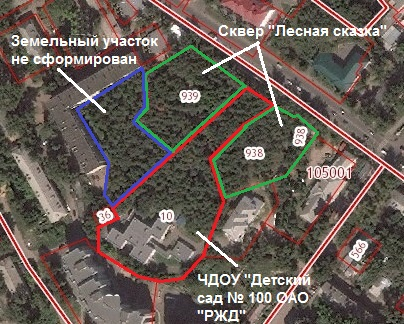 Земельный участок
не сформирован
Сквер "Лесная сказка"
939
938
938
105001
36
10
566
ЧДОУ "Детский
сад № 100 ОАО
"РЖД"